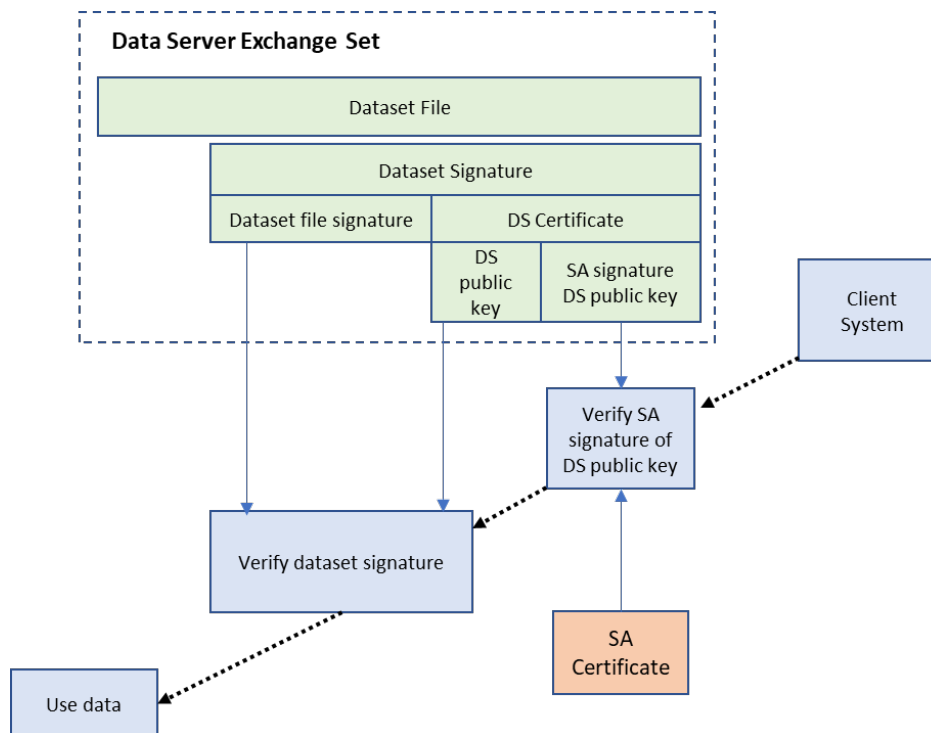 Data Server Exchange Set
Dataset File
Dataset Signature
Dataset file signature
DS Certificate
DS
public
key
SA signature
DS public key
Client
System
Verify SA
signature of
DS public key
Verify dataset signature
SA
Certificate
Use data